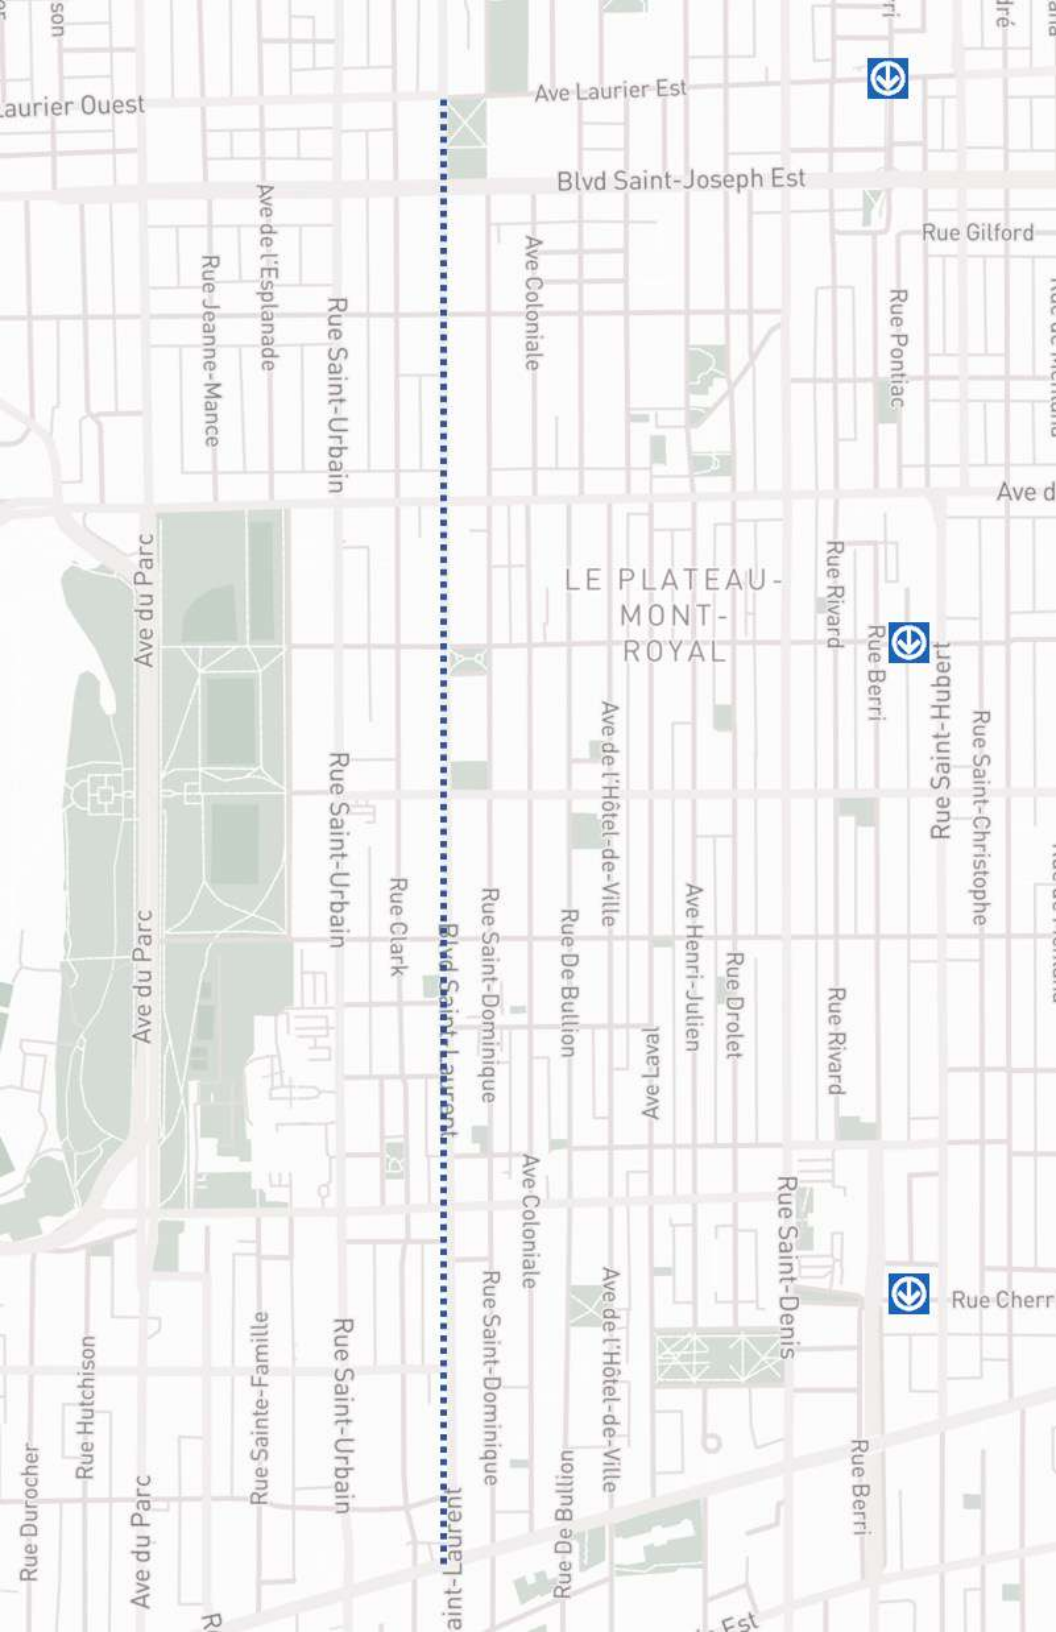 son
Laurier Ouest
Ave Laurier Est
Blvd Saint-Joseph Est
Rue Gilford
Ave de l'Esplanade
Rue Jeanne-Mance
Rue Saint-Urbain
Ave Coloniale
Rue Pontiac
Ave d
Ave du Parc
LE PLATEAU-
MONT-
ROYAL
Rue Rivard
Rue Berri
Rue Saint-Hubert
Rue Saint-Christophe
Ave de l'Hôtel-de-Ville
Rue Saint-Urbain
Rue Clark
Blvd Saint-Laurent
Rue Saint-Dominique
Rue De Bullion
Ave Henri-Julien
Rue Drolet
Ave Laval
Rue Rivard
Ave du Parc
Ave Coloniale
Rue Saint-Denis
Rue Cherr
Rue Saint-Dominique
Ave de l'Hôtel-de-Ville
Rue Sainte-Famille
Rue Saint-Urbain
Rue Hutchison
Rue Durocher
Ave du Parc
Rue De Bullion
Rue Berri
aint-Laurent
Est